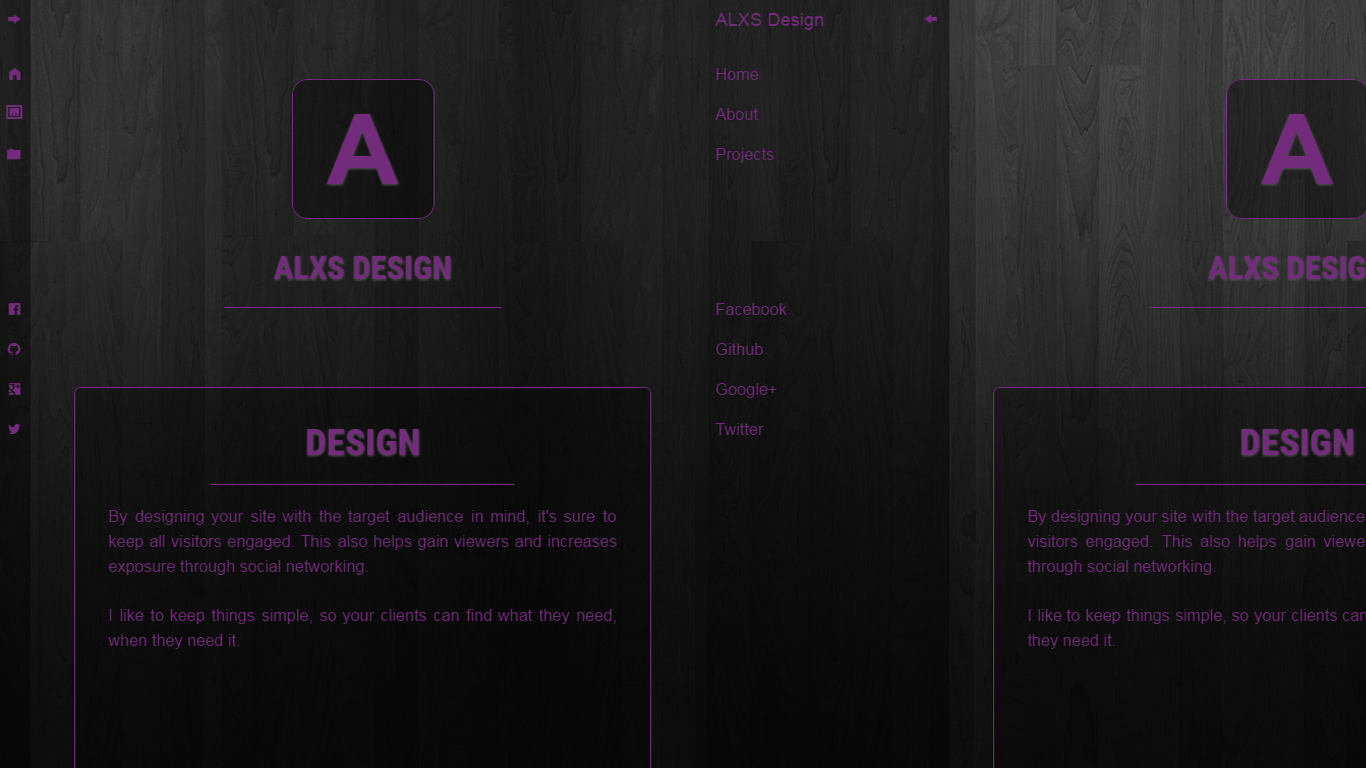 A
ALXS DESIGN
DESIGN
By designing your site with the target audience in mind, it's sure to
keep all visitors engaged. This also helps gain viewers and increases
exposure through social networking.
I like to keep things simple, so your clients can find what they need,
when they need it.
ALXS Design
Home
About
Projects
Facebook
Github
Google+
Twitter
A
ALXS DESIG
DESIGN
By designing your site with the target audience
visitors engaged. This also helps gain viewe
through social networking.
I like to keep things simple, so your clients can
they need it.